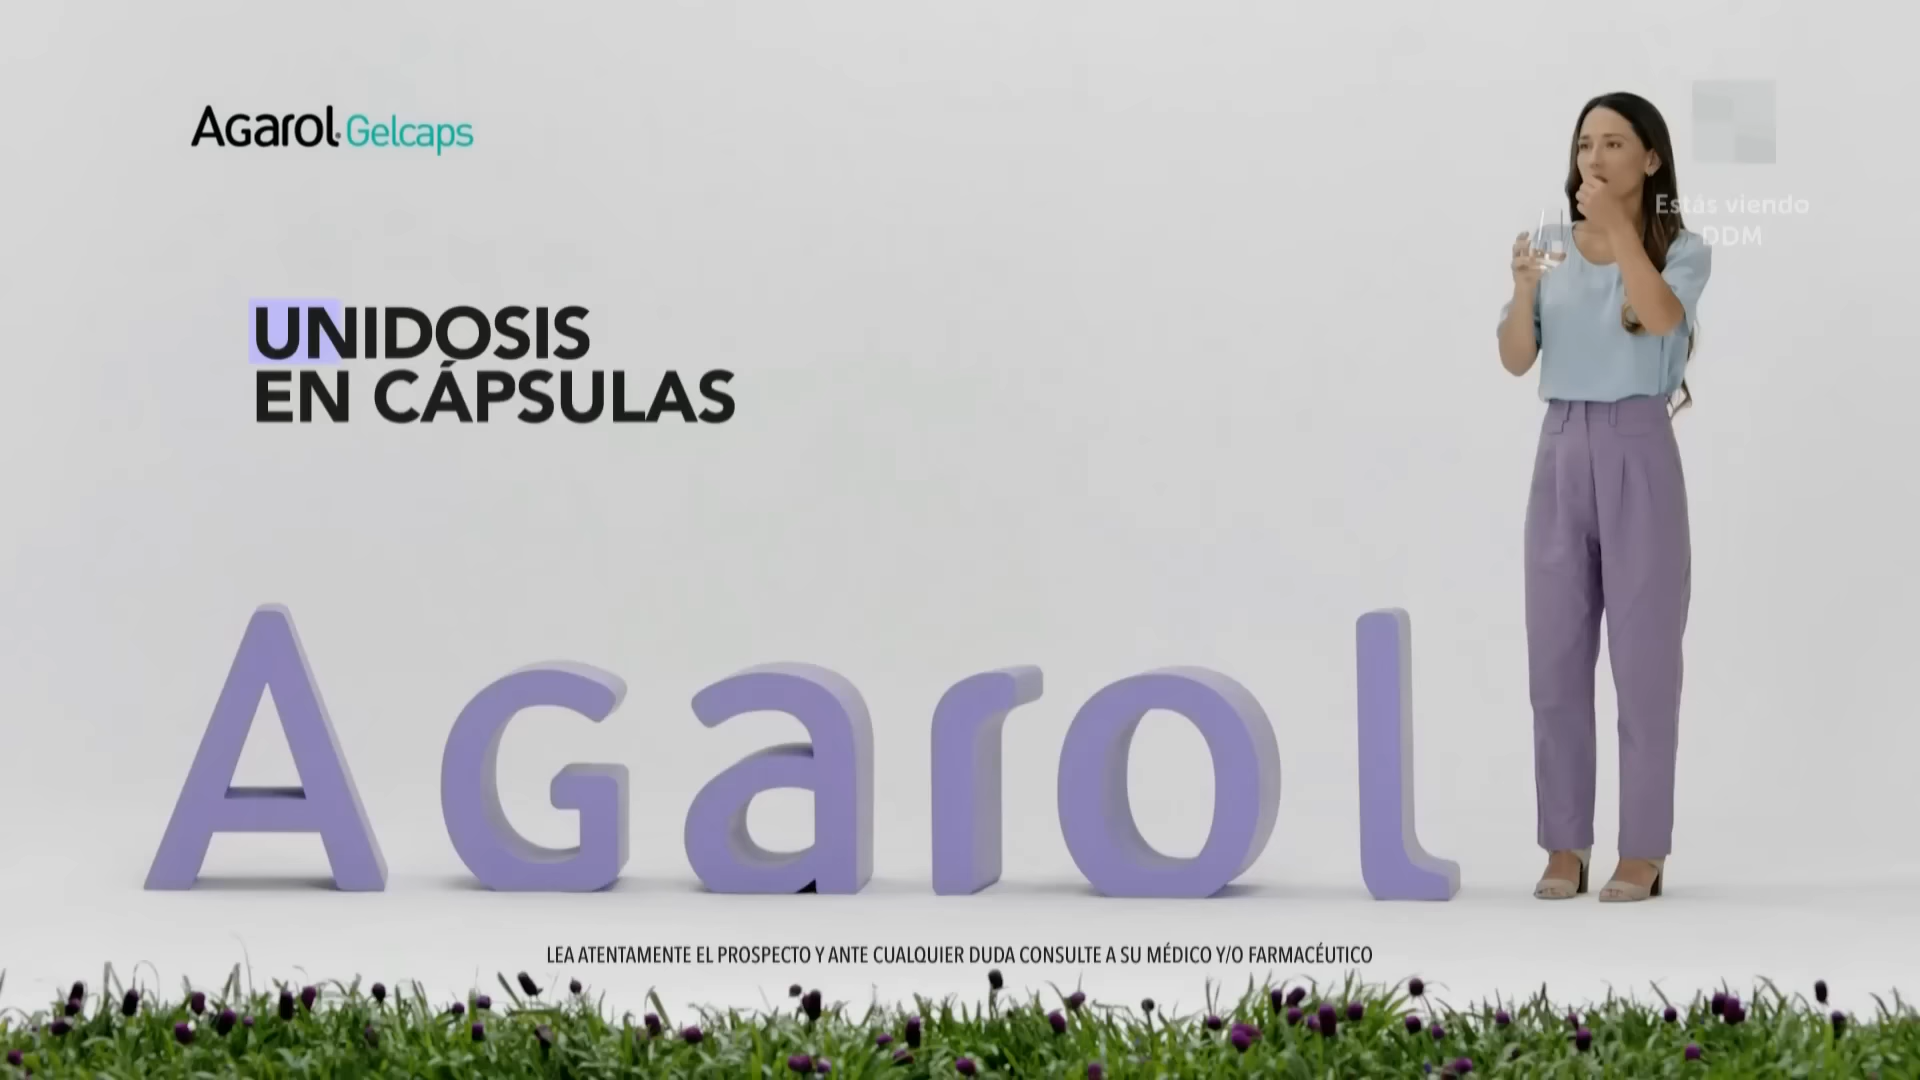 Agarol Gelcaps
Estás viendo
DDM
UNIDOSIS
EN CÁPSULAS
Agarol
LEA ATENTAMENTE EL PROSPECTO Y ANTE CUALQUIER DUDA CONSULTE A SU MÉDICO Y/O FARMACÉUTICO